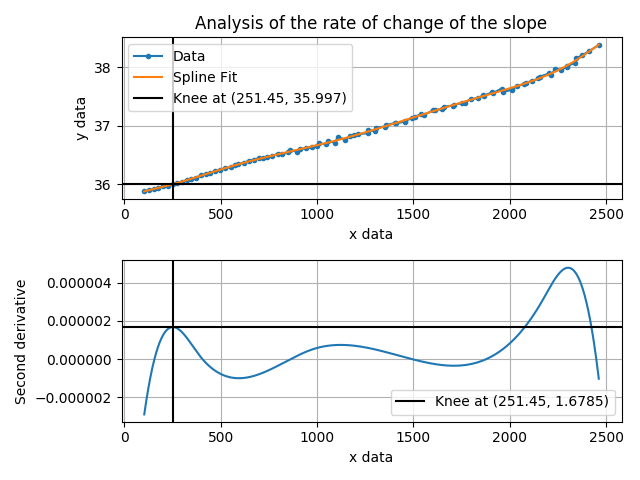 Analysis of the rate of change of the slope
Data
Spline Fit
Knee at (251.45, 35.997)
y data
38
37
36
0 500 1000 1500 2000 2500
x data
Second derivative
0.000004
0.000002
0.000000
−0.000002
Knee at (251.45, 1.6785)
0 500 1000 1500 2000 2500
x data